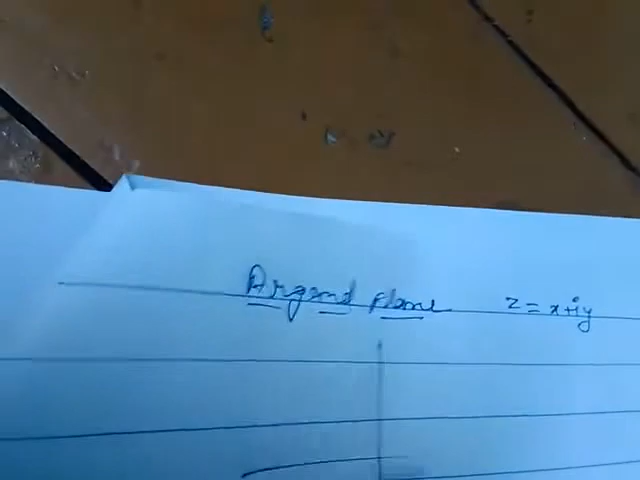 Argand plane z = x+iy